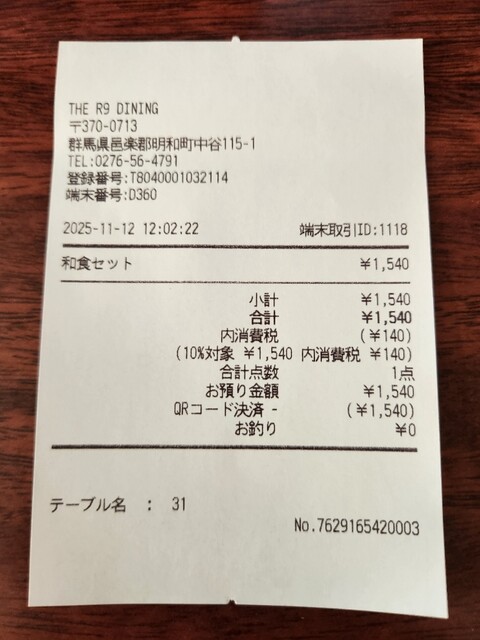 THE R9 DINING
〒370-0713
群馬県邑楽郡明和町中谷115-1
TEL:0276-56-4791
登録番号:T8040001032114
端末番号:D360
2025-11-12 12:02:22 端末取引ID:1118
和食セット ¥1,540
小計 ¥1,540
合計 ¥1,540
内消費税 (¥140)
(10%対象 ¥1,540 内消費税 ¥140)
合計点数 1点
お預り金額 ¥1,540
QRコード決済 - (¥1,540)
お釣り ¥0
テーブル名 : 31
No.7629165420003